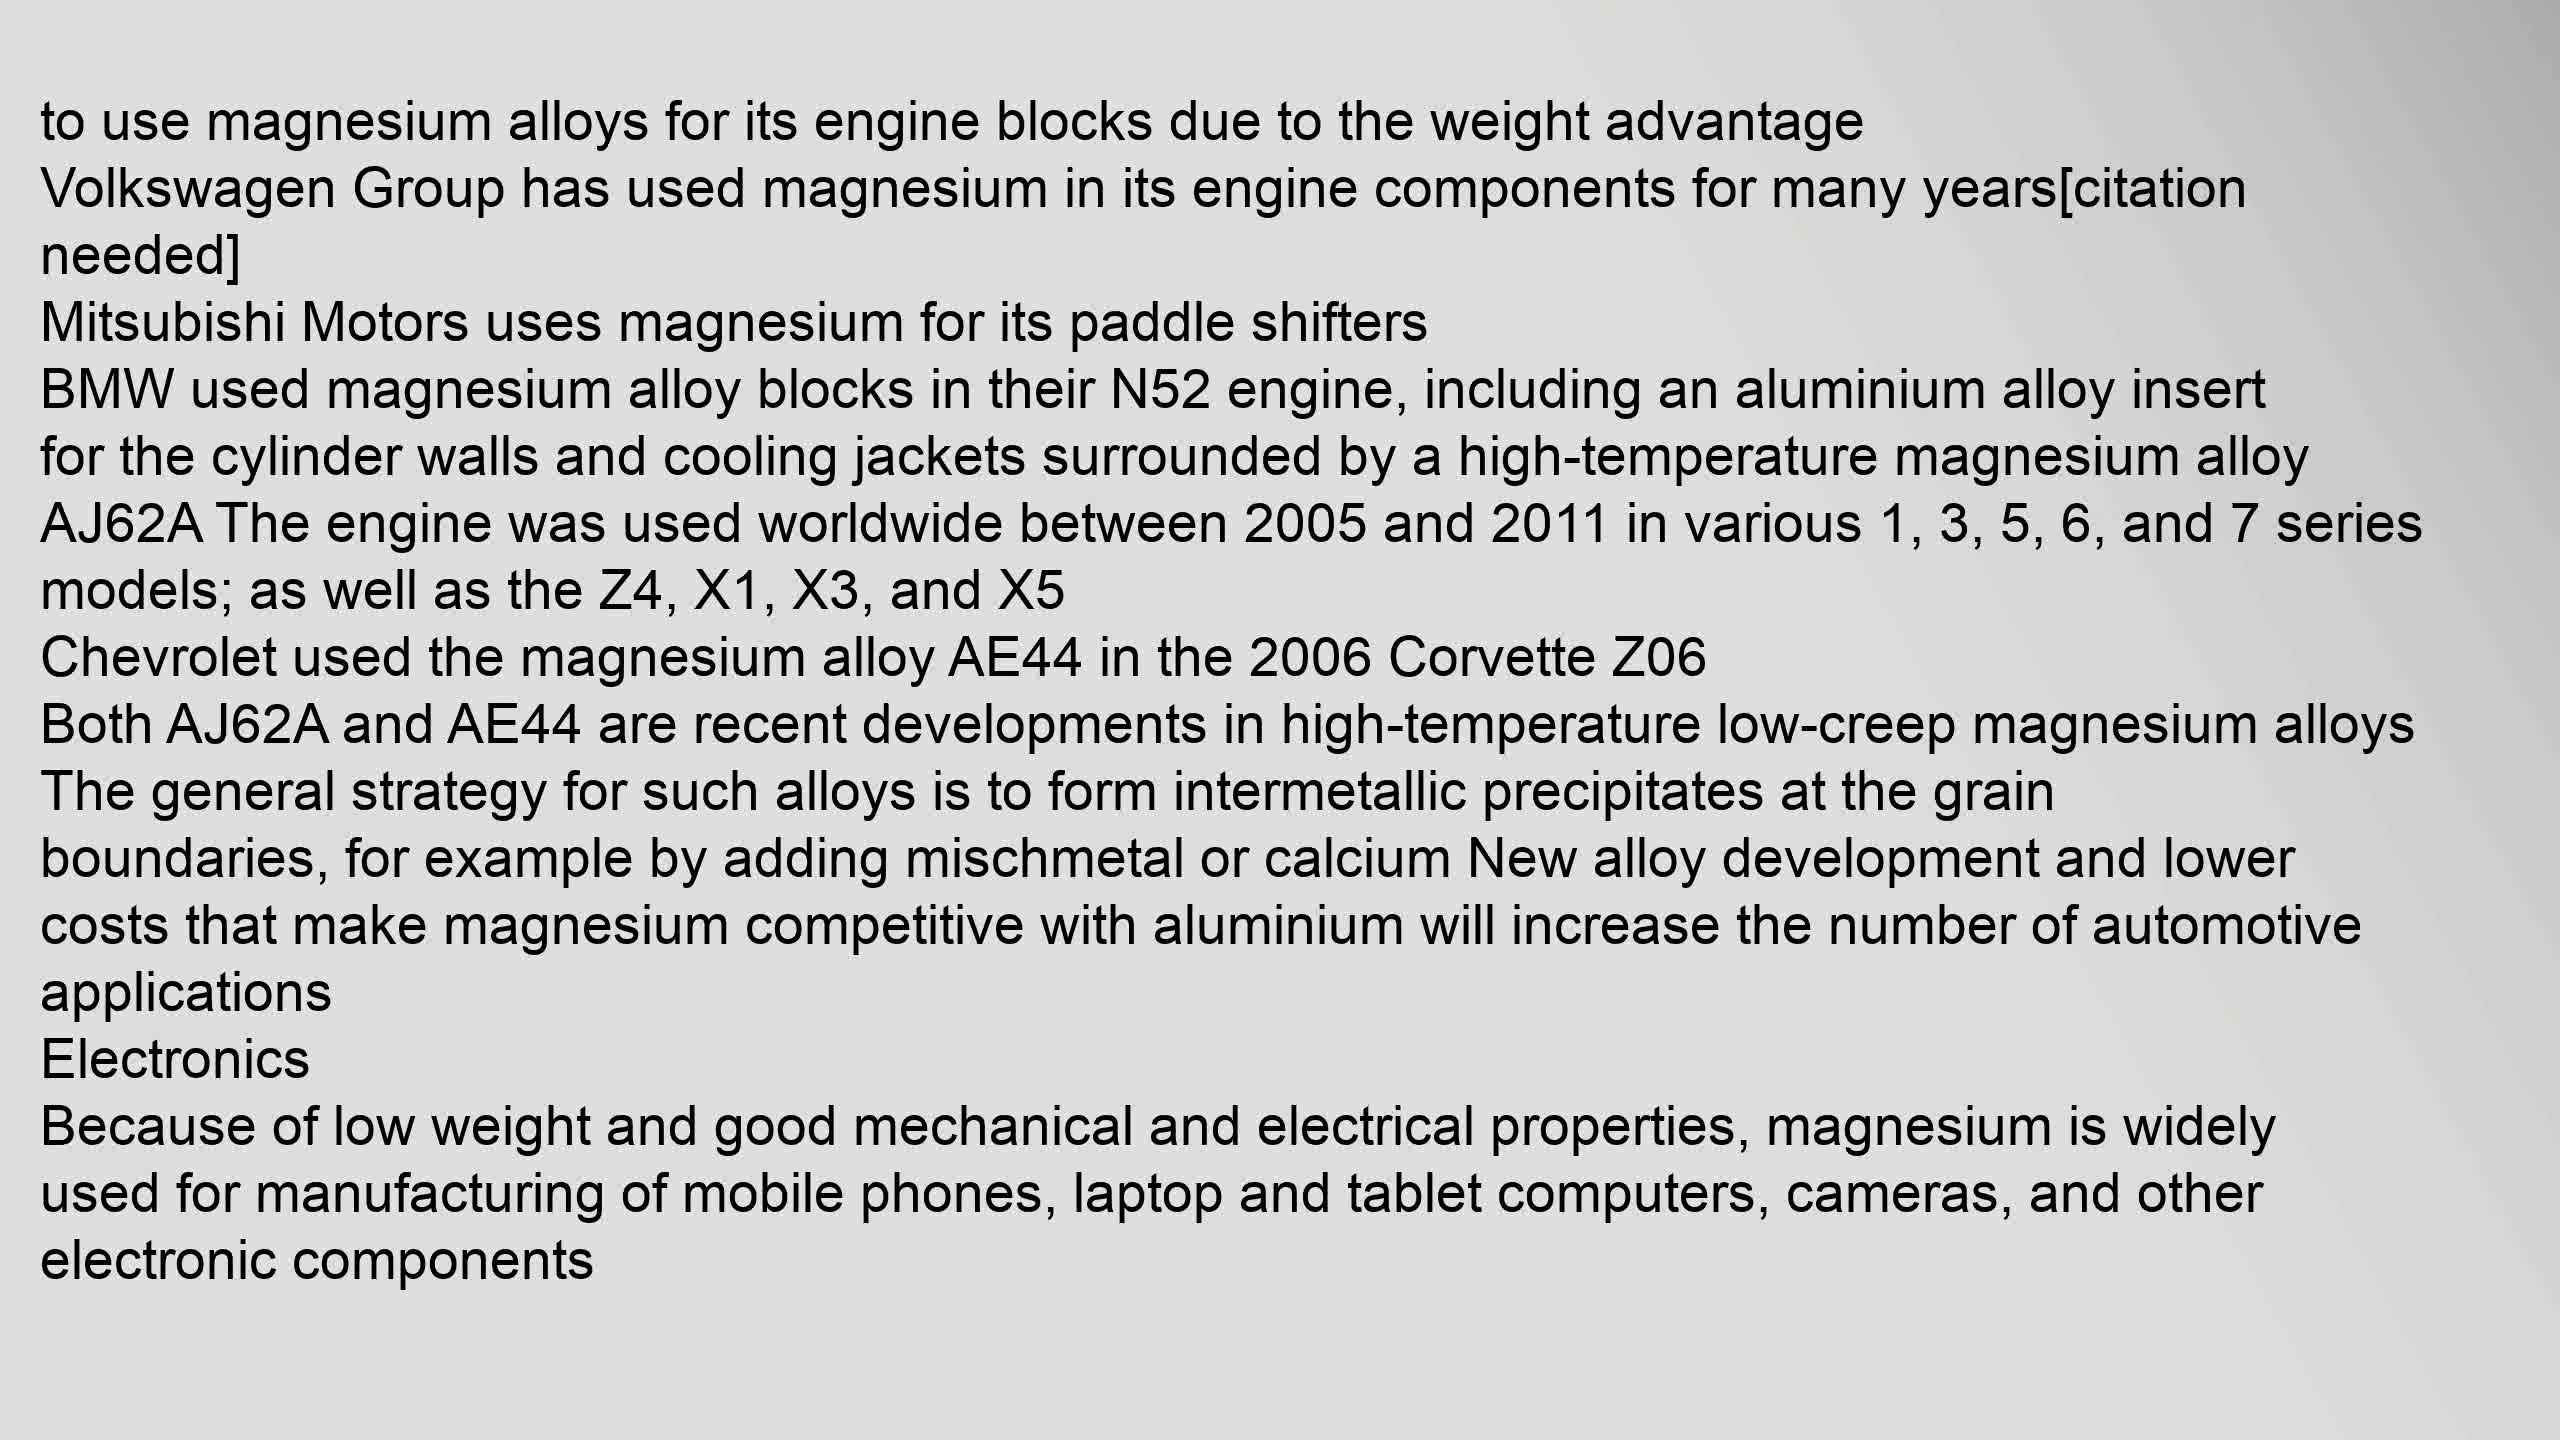 to use magnesium alloys for its engine blocks due to the weight advantage
Volkswagen Group has used magnesium in its engine components for many years[citation
needed]
Mitsubishi Motors uses magnesium for its paddle shifters
BMW used magnesium alloy blocks in their N52 engine, including an aluminium alloy insert
for the cylinder walls and cooling jackets surrounded by a high-temperature magnesium alloy
AJ62A The engine was used worldwide between 2005 and 2011 in various 1, 3, 5, 6, and 7 series
models; as well as the Z4, X1, X3, and X5
Chevrolet used the magnesium alloy AE44 in the 2006 Corvette Z06
Both AJ62A and AE44 are recent developments in high-temperature low-creep magnesium alloys
The general strategy for such alloys is to form intermetallic precipitates at the grain
boundaries, for example by adding mischmetal or calcium New alloy development and lower
costs that make magnesium competitive with aluminium will increase the number of automotive
applications
Electronics
Because of low weight and good mechanical and electrical properties, magnesium is widely
used for manufacturing of mobile phones, laptop and tablet computers, cameras, and other
electronic components